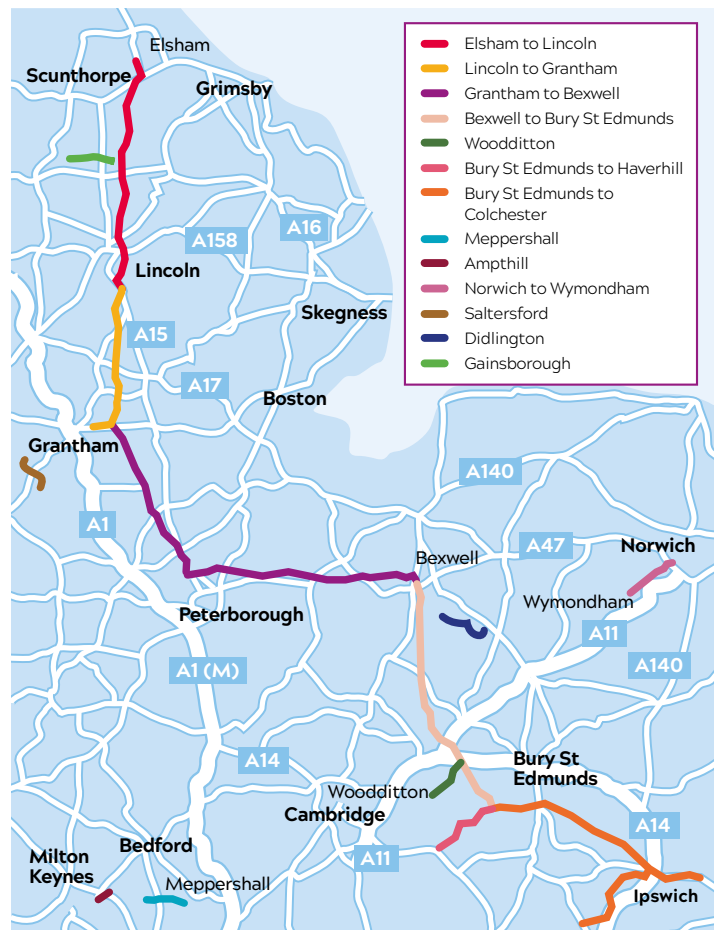 Elsham
Scunthorpe
Grimsby
A158
A16
Lincoln
Skegness
A15
A17
Boston
Grantham
A140
A1
A47
Norwich
Bexwell
Wymondham
Peterborough
A11
A1 (M)
A140
A14
Bury St
Edmunds
Woodditton
Cambridge
A14
Bedford
A11
Milton
Keynes
Meppershall
Ipswich
Elsham to Lincoln
Lincoln to Grantham
Grantham to Bexwell
Bexwell to Bury St Edmunds
Woodditton
Bury St Edmunds to Haverhill
Bury St Edmunds to
Colchester
Meppershall
Ampthill
Norwich to Wymondham
Saltersford
Didlington
Gainsborough